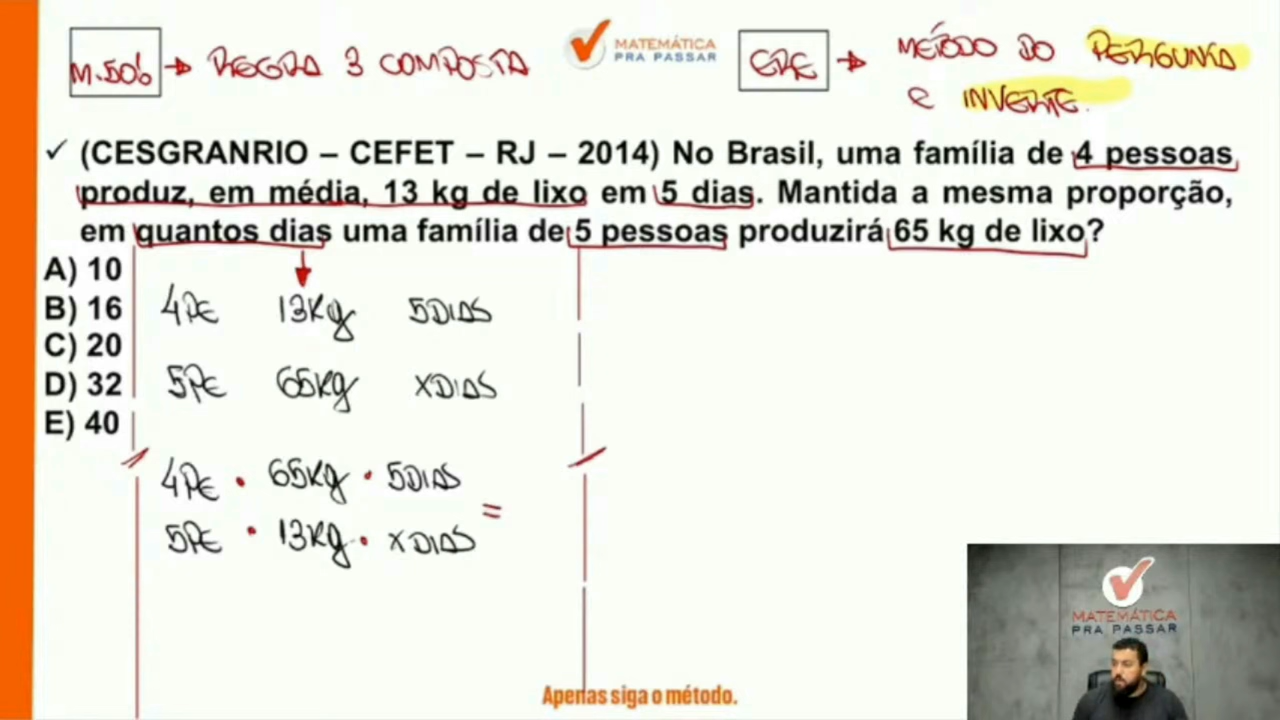 M.506 → REGRA 3 COMPOSTA
MATEMÁTICA
PRA PASSAR
MÉTODO DO PERGUNTA
e INVERTE.
✓ (CESGRANRIO – CEFET – RJ – 2014) No Brasil, uma família de 4 pessoas
produz, em média, 13 kg de lixo em 5 dias. Mantida a mesma proporção,
em quantos dias uma família de 5 pessoas produzirá 65 kg de lixo?
A) 10
B) 16
C) 20
D) 32
E) 40
4PE 13Kg 5DIAS
5PE 65Kg XDIAS
4PE • 65Kg • 5DIAS
=
5PE • 13Kg • XDIAS
MATEMÁTICA
PRA PASSAR
Apenas siga o método.